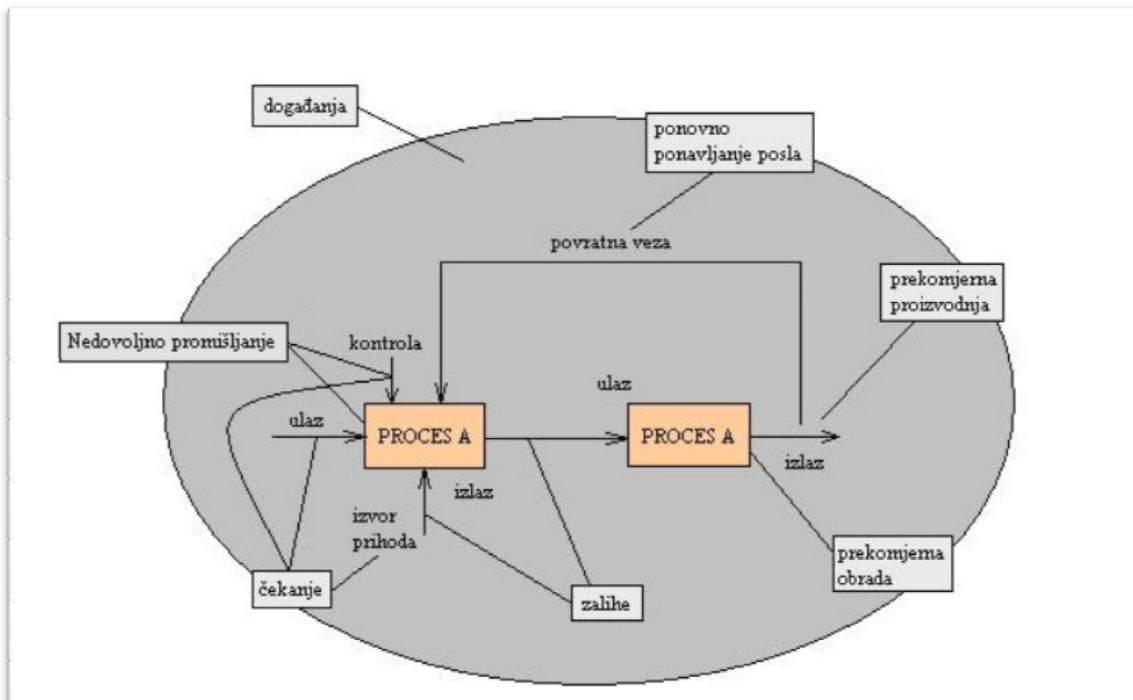 događanja
ponovno
ponavljanje posla
povratna veza
prekomjerna
proizvodnja
Nedovoljno promišljanje
kontrola
ulaz
ulaz
PROCES A
PROCES A
izlaz
izlaz
izvor
prihoda
prekomjerna
obrada
čekanje
zalihe